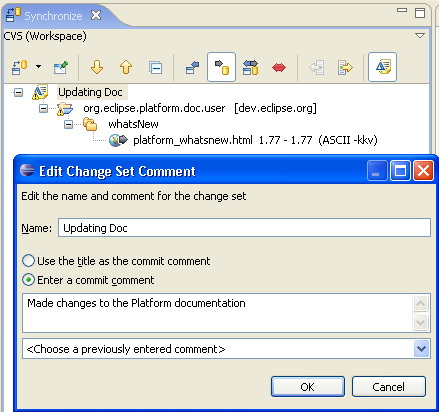 Synchronize
CVS (Workspace)
Updating Doc
org.eclipse.platform.doc.user [dev.eclipse.org]
whatsNew
platform_whatsnew.html 1.77 - 1.77 (ASCII -kkv)
Edit Change Set Comment
Edit the name and comment for the change set
Name: Updating Doc
Use the title as the commit comment
Enter a commit comment
Made changes to the Platform documentation
<Choose a previously entered comment>
OK Cancel